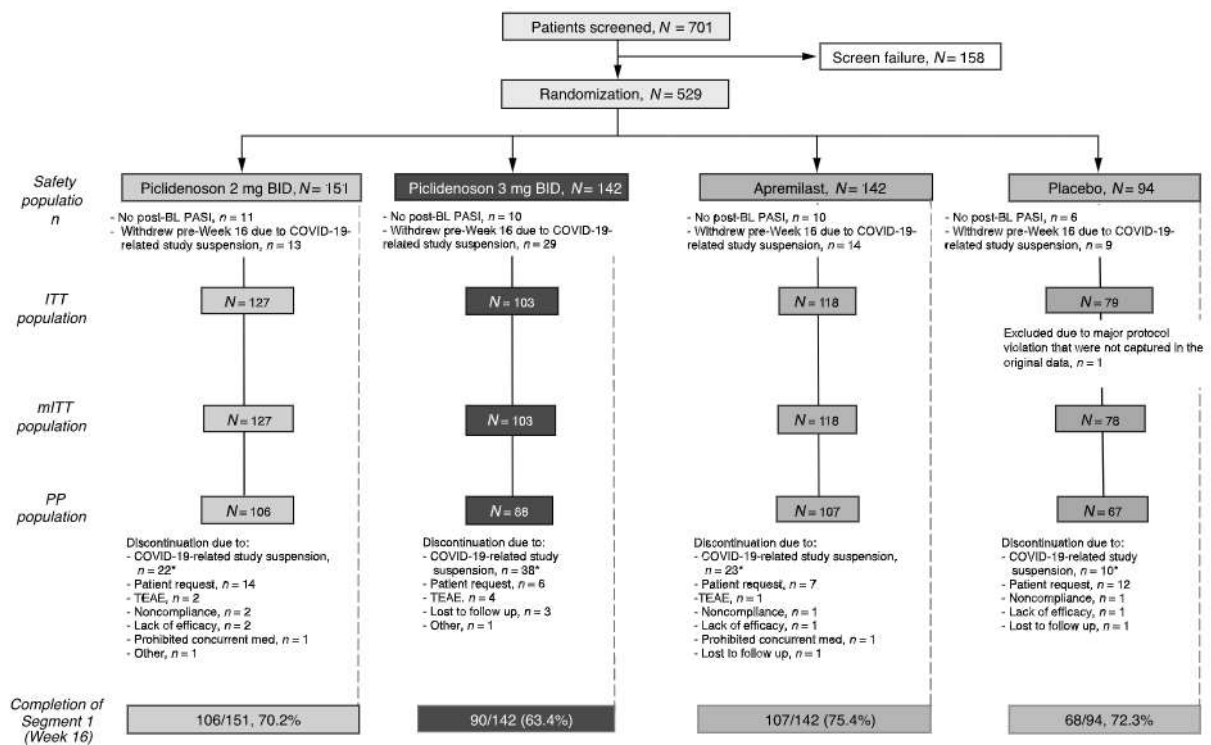 Patients screened, N = 701
Screen failure, N = 158
Randomization, N = 529
Safety
populatio
n
Piclidenoson 2 mg BID, N = 151
Piclidenoson 3 mg BID, N = 142
Apremilast, N = 142
Placebo, N = 94
- No post-BL PASI, n = 11
- Withdrew pre-Week 16 due to COVID-19-
related study suspension, n = 13
- No post-BL PASI, n = 10
- Withdrew pre-Week 16 due to COVID-19-
related study suspension, n = 29
- No post-BL PASI, n = 10
- Withdrew pre-Week 16 due to COVID-19-
related study suspension, n = 14
- No post-BL PASI, n = 6
- Withdrew pre-Week 16 due to COVID-19-
related study suspension, n = 9
ITT
population
N = 127
N = 103
N = 118
N = 79
Excluded due to major protocol
violation that were not captured in the
original data, n = 1
mITT
population
N = 127
N = 103
N = 118
N = 78
PP
population
N = 106
N = 88
N = 107
N = 67
Discontinuation due to:
- COVID-19-related study suspension,
n = 22*
- Patient request, n = 14
- TEAE, n = 2
- Noncompliance, n = 2
- Lack of efficacy, n = 2
- Prohibited concurrent med, n = 1
- Other, n = 1
Discontinuation due to:
- COVID-19-related study
suspension, n = 38*
- Patient request, n = 6
- TEAE. n = 4
- Lost to follow up, n = 3
- Other, n = 1
Discontinuation due to:
- COVID-19-related study suspension,
n = 23*
- Patient request, n = 7
-TEAE, n = 1
- Noncompliance, n = 1
- Lack of efficacy, n = 1
- Prohibited concurrent med, n = 1
- Lost to follow up, n = 1
Discontinuation due to:
- COVID-19-related study
suspension, n = 10*
- Patient request, n = 12
- Noncompliance, n = 1
- Lack of efficacy, n = 1
- Lost to follow up, n = 1
Completion of
Segment 1
(Week 16)
106/151, 70.2%
90/142 (63.4%)
107/142 (75.4%)
68/94, 72.3%